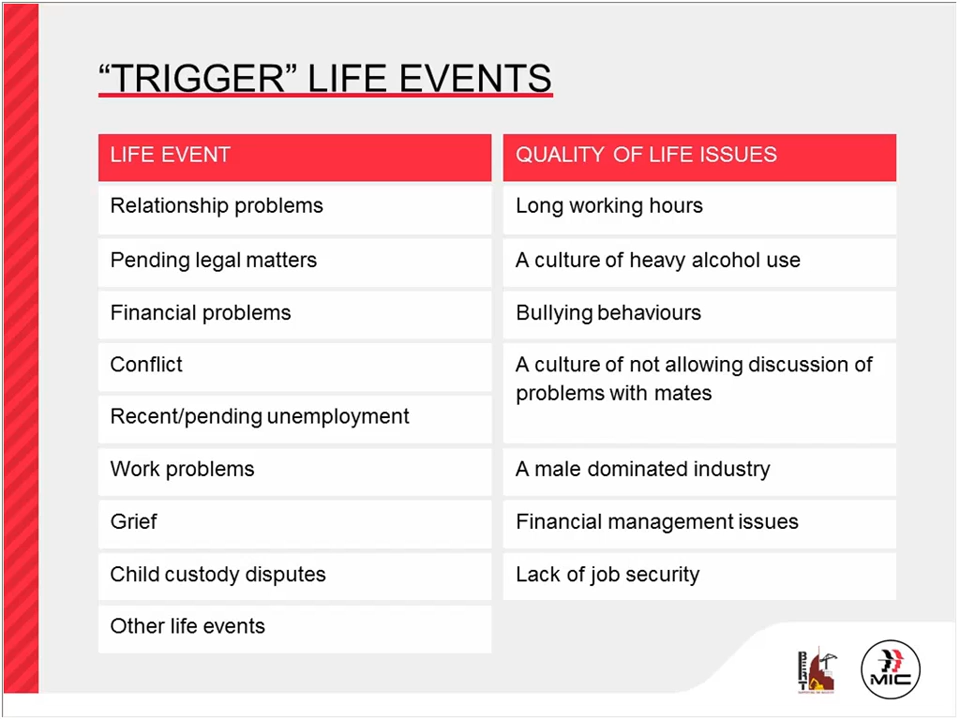 “TRIGGER” LIFE EVENTS
LIFE EVENT
QUALITY OF LIFE ISSUES
Relationship problems
Long working hours
Pending legal matters
A culture of heavy alcohol use
Financial problems
Bullying behaviours
Conflict
A culture of not allowing discussion of
problems with mates
Recent/pending unemployment
Work problems
A male dominated industry
Grief
Financial management issues
Child custody disputes
Lack of job security
Other life events
BERT
MIC